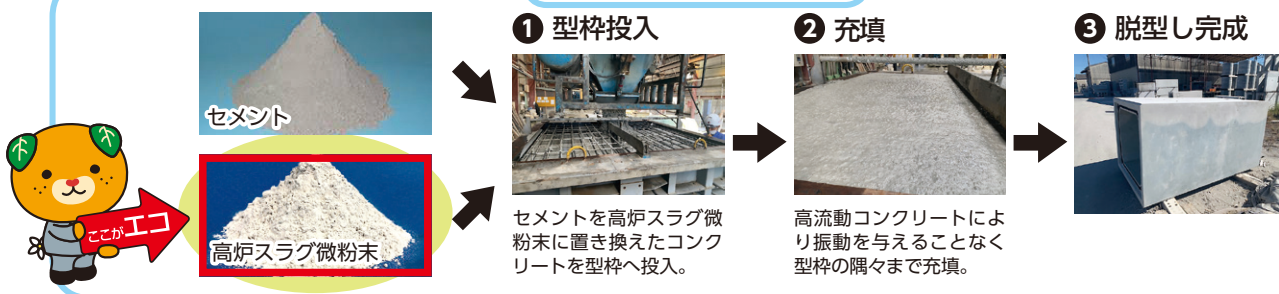 セメント
ここがエコ
高炉スラグ微粉末
❶ 型枠投入
セメントを高炉スラグ微
粉末に置き換えたコンク
リートを型枠へ投入。
❷ 充填
高流動コンクリートによ
り振動を与えることなく
型枠の隅々まで充填。
❸ 脱型し完成